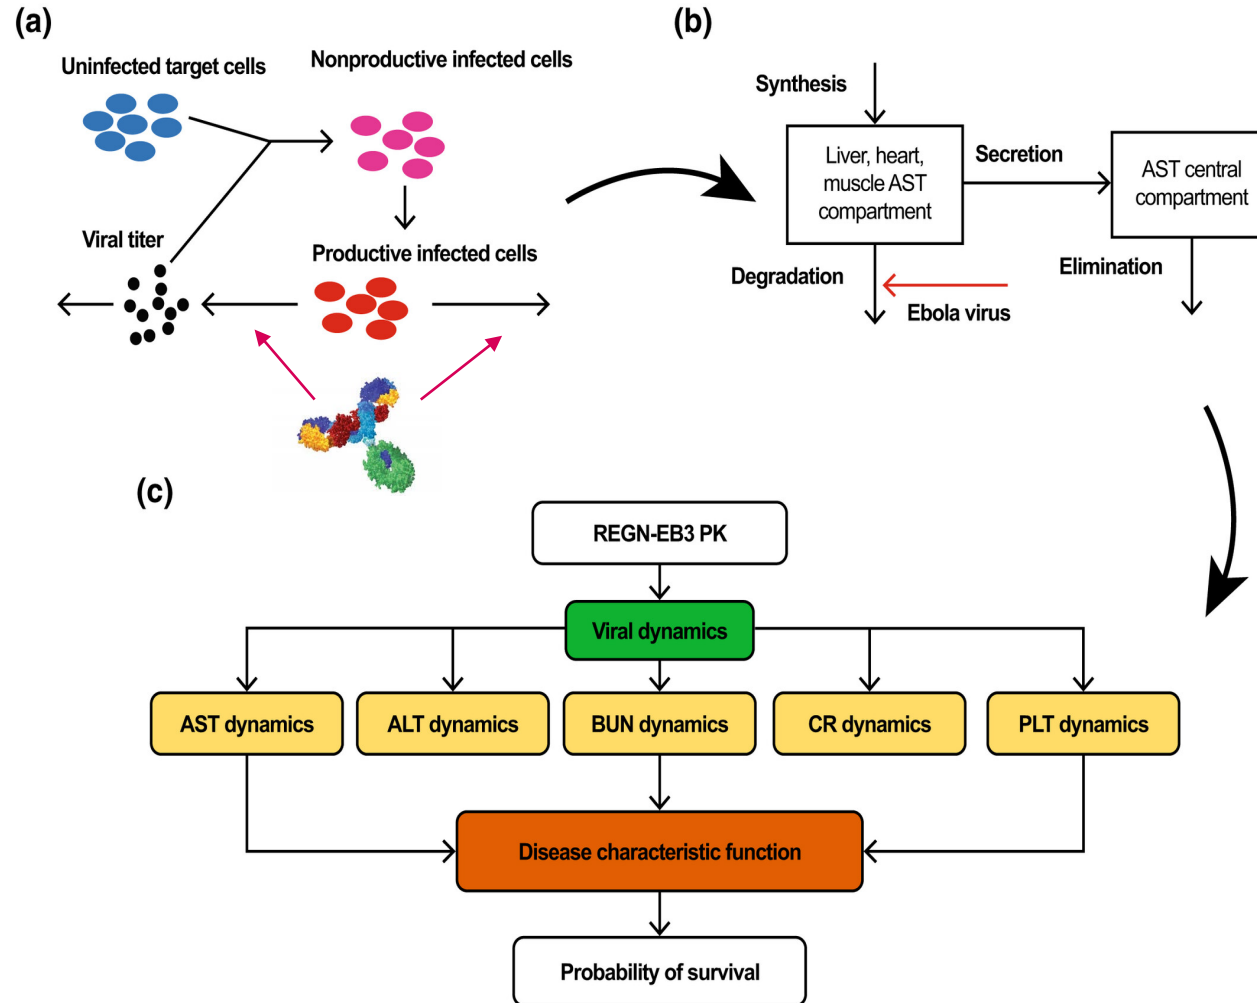 (a)
Uninfected target cells
Nonproductive infected cells
Viral titer
Productive infected cells
(b)
Synthesis
Liver, heart,
muscle AST
compartment
Secretion
AST central
compartment
Degradation
Elimination
Ebola virus
(c)
REGN-EB3 PK
Viral dynamics
AST dynamics
ALT dynamics
BUN dynamics
CR dynamics
PLT dynamics
Disease characteristic function
Probability of survival